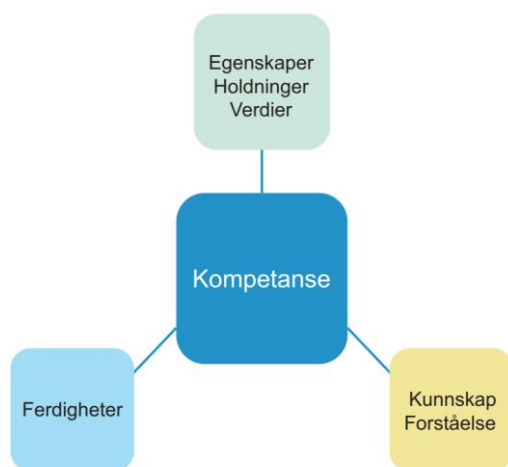 Egenskaper
Holdninger
Verdier
Kompetanse
Ferdigheter
Kunnskap
Forståelse